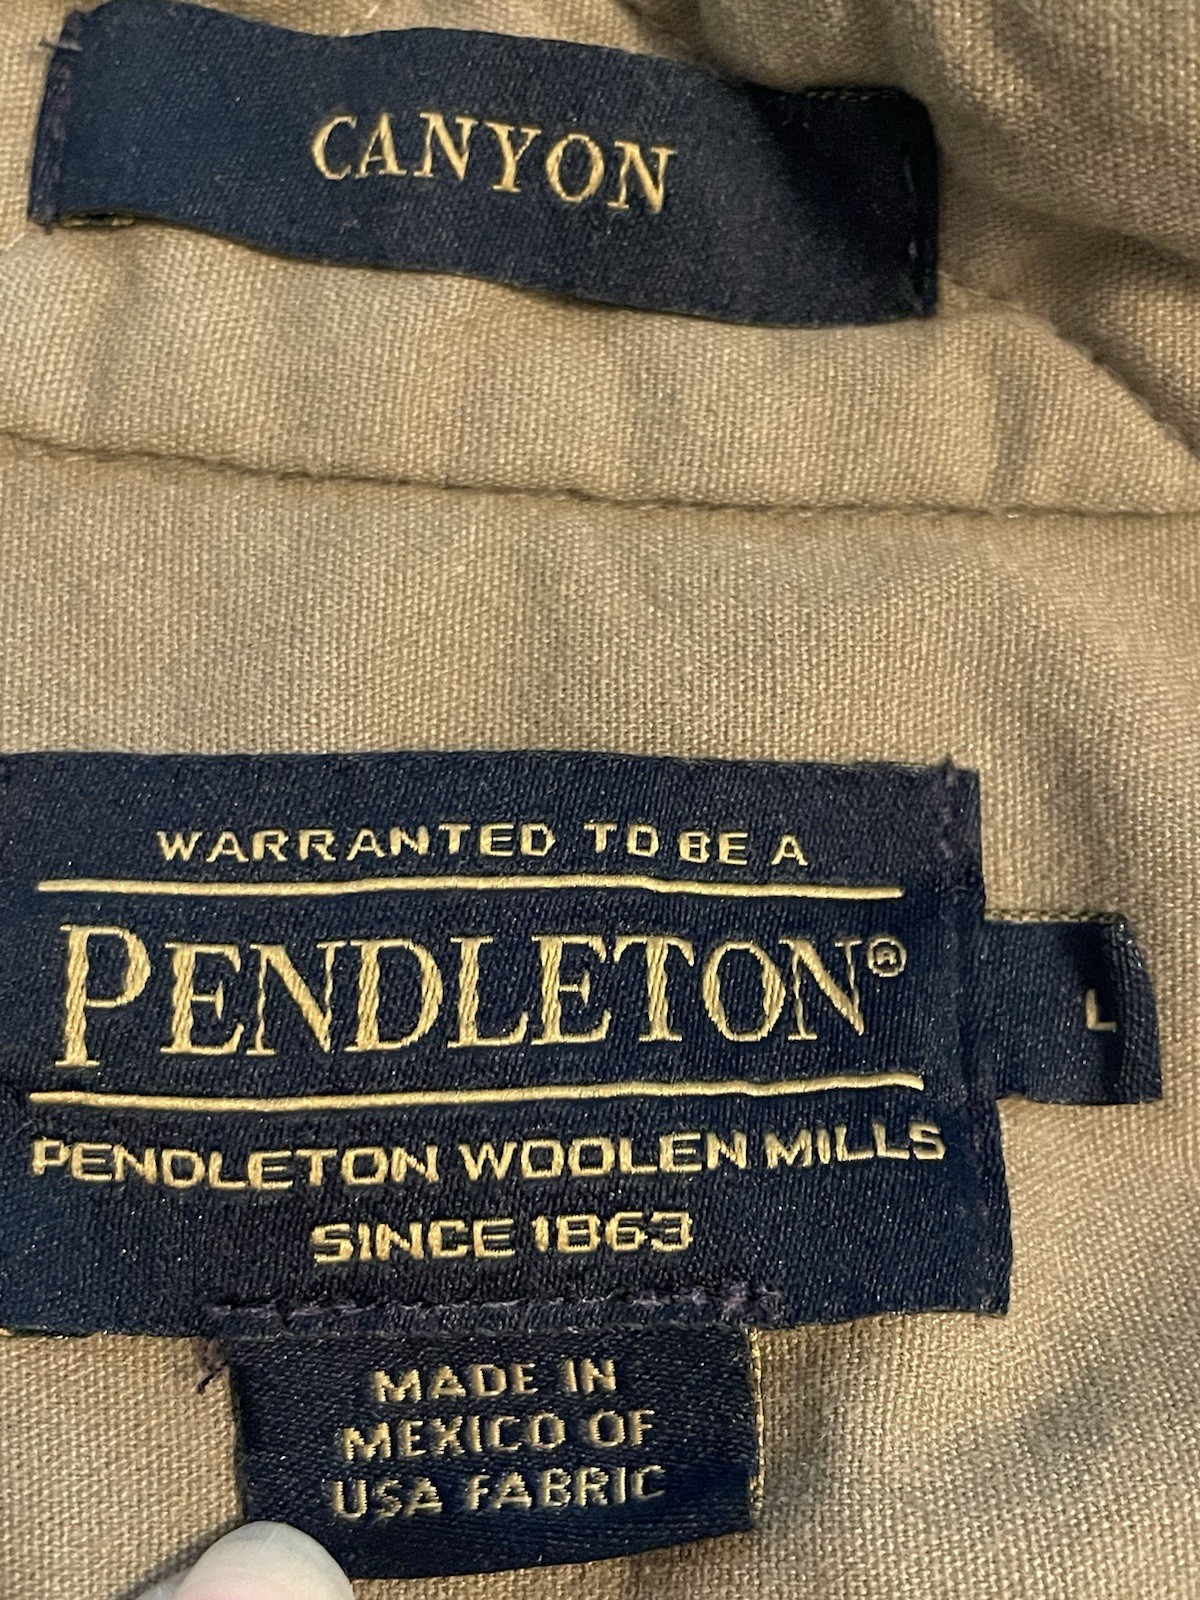 CANYON
WARRANTED TO BE A
PENDLETON®
L
PENDLETON WOOLEN MILLS
SINCE 1863
MADE IN
MEXICO OF
USA FABRIC